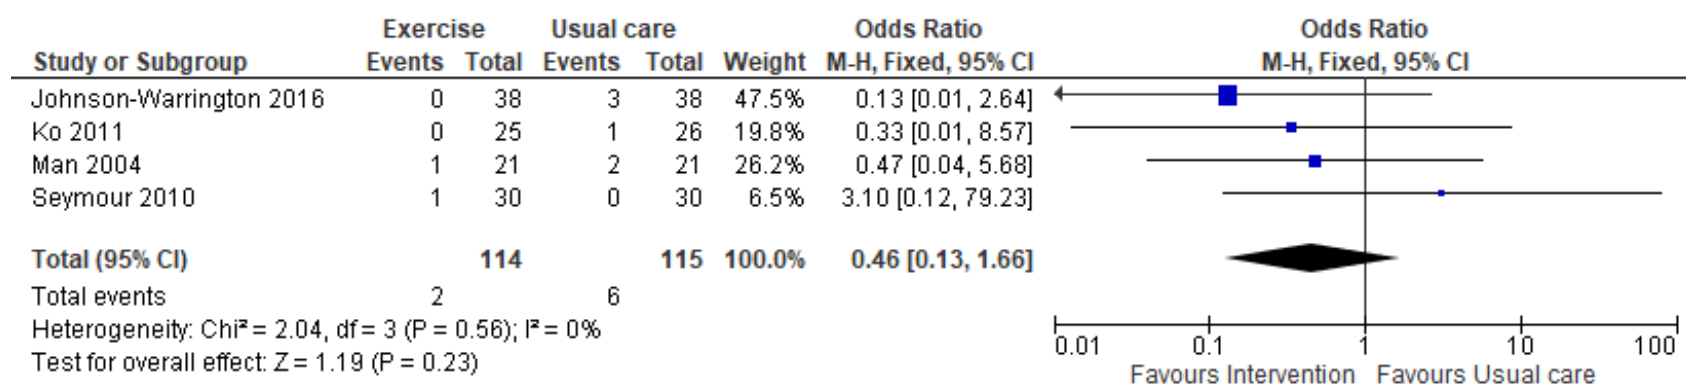 Exercise Usual care Odds Ratio Odds Ratio
Study or Subgroup Events Total Events Total Weight M-H, Fixed, 95% CI M-H, Fixed, 95% CI
Johnson-Warrington 2016 0 38 3 38 47.5% 0.13 [0.01, 2.64]
Ko 2011 0 25 1 26 19.8% 0.33 [0.01, 8.57]
Man 2004 1 21 2 21 26.2% 0.47 [0.04, 5.68]
Seymour 2010 1 30 0 30 6.5% 3.10 [0.12, 79.23]
Total (95% CI) 114 115 100.0% 0.46 [0.13, 1.66]
Total events 2 6
Heterogeneity: Chi² = 2.04, df = 3 (P = 0.56); I² = 0%
Test for overall effect: Z = 1.19 (P = 0.23)
0.01 0.1 1 10 100
Favours Intervention Favours Usual care